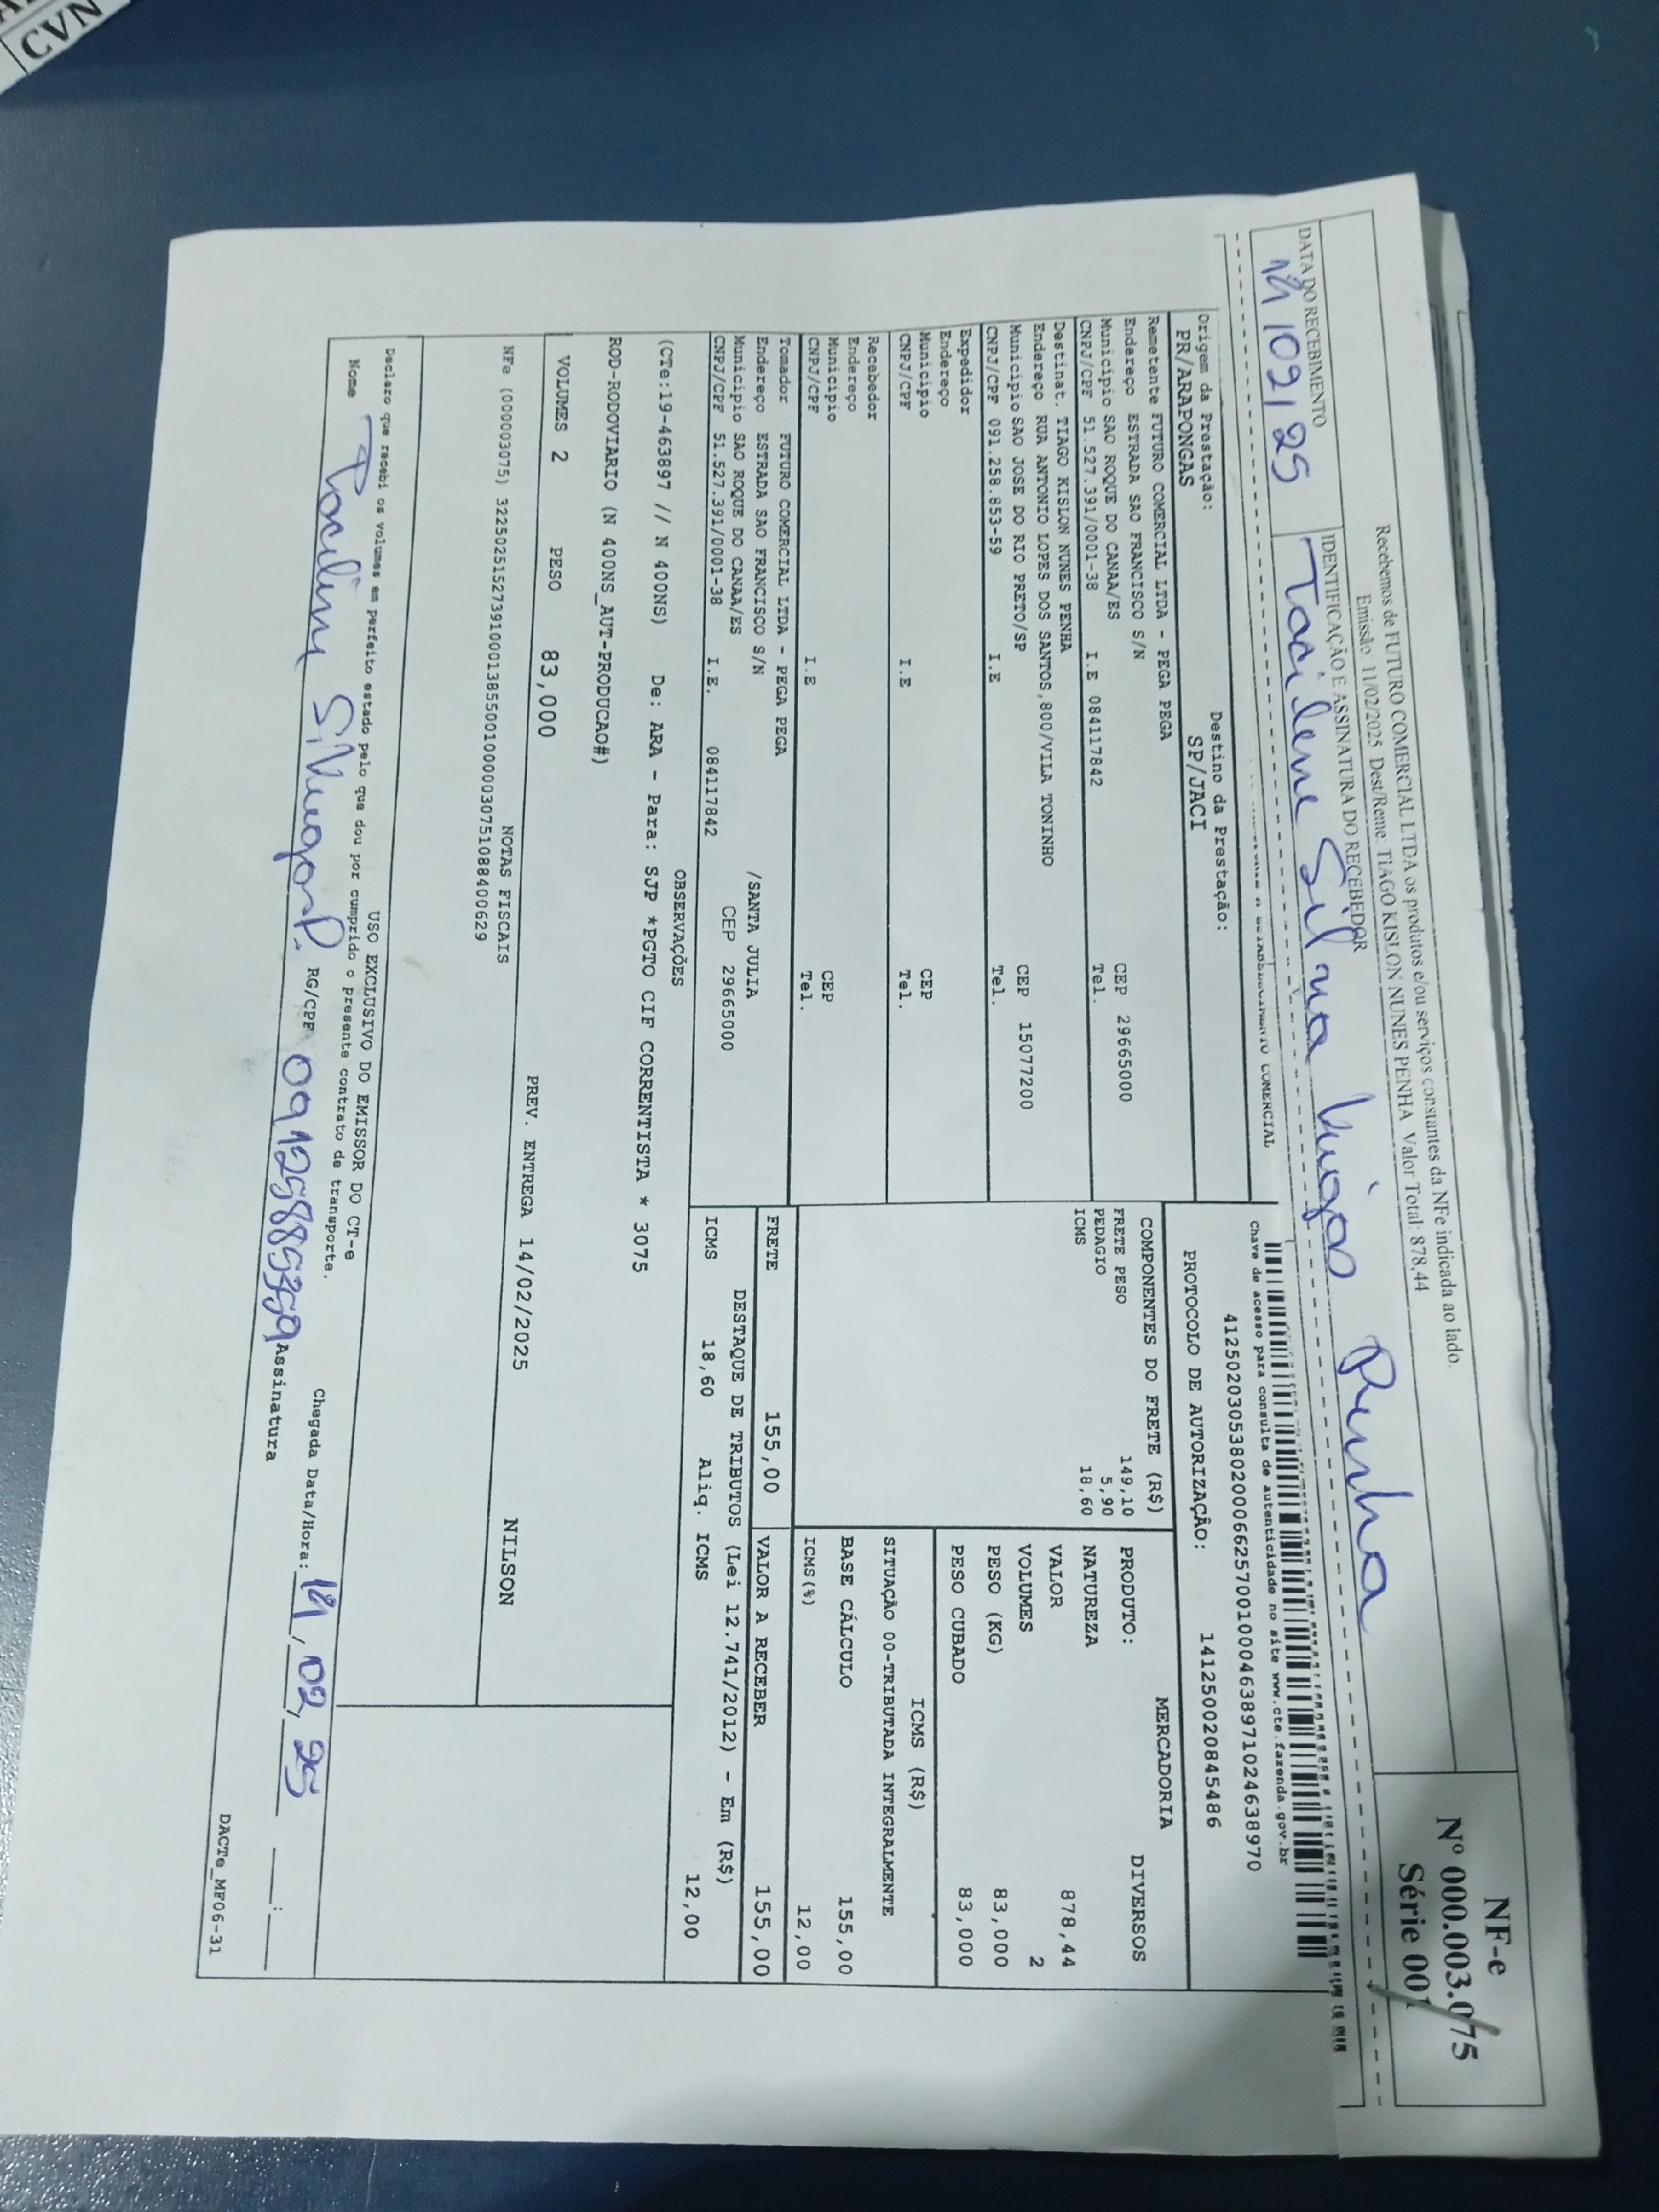 CVN
Recebemos de FUTURO COMERCIAL LTDA os produtos e/ou serviços constantes da NFe indicada ao lado.
Emissão: 11/02/2025 Dest/Reme: TIAGO KISLON NUNES PENHA Valor Total: 878,44
NF-e
Nº 000.003.075
Série 001
DATA DO RECEBIMENTO
IDENTIFICAÇÃO E ASSINATURA DO RECEBEDOR
/02/25
Penha
Chave de acesso para consulta de autenticidade no site www.cte.fazenda.gov.br
41250203053802000662570010004638971024638970
Origem da Prestação:
PR/ARAPONGAS
Destino da Prestação:
SP/JACI
PROTOCOLO DE AUTORIZAÇÃO: 141250020845486
Remetente FUTURO COMERCIAL LTDA - PEGA PEGA
Endereço ESTRADA SAO FRANCISCO S/N
Município SAO ROQUE DO CANAA/ES CEP 29665000
CNPJ/CPF 51.527.391/0001-38 I.E 084117842 Tel.
Destinat. TIAGO KISLON NUNES PENHA
Endereço RUA ANTONIO LOPES DOS SANTOS,800/VILA TONINHO
Município SAO JOSE DO RIO PRETO/SP CEP 15077200
CNPJ/CPF 091.258.853-59 I.E Tel.
Expedidor
Endereço
Município CEP
CNPJ/CPF I.E Tel.
Recebedor
Endereço
Município CEP
CNPJ/CPF I.E Tel.
Tomador FUTURO COMERCIAL LTDA - PEGA PEGA
Endereço ESTRADA SAO FRANCISCO S/N /SANTA JULIA
Município SAO ROQUE DO CANAA/ES CEP 29665000
CNPJ/CPF 51.527.391/0001-38 I.E. 084117842
COMPONENTES DO FRETE (R$)
FRETE PESO 149,10
PEDAGIO 5,90
ICMS 18,60
MERCADORIA
PRODUTO: DIVERSOS
NATUREZA
VALOR 878,44
VOLUMES 2
PESO (KG) 83,000
PESO CUBADO 83,000
ICMS (R$)
SITUAÇÃO 00-TRIBUTADA INTEGRALMENTE
BASE CÁLCULO 155,00
ICMS(%) 12,00
FRETE 155,00
VALOR A RECEBER 155,00
DESTAQUE DE TRIBUTOS (Lei 12.741/2012) - Em (R$)
ICMS 18,60 Aliq. ICMS 12,00
OBSERVAÇÕES
(CTe:19-463897 // N 400NS) De: ARA - Para: SJP *PGTO CIF CORRENTISTA * 3075
ROD-RODOVIARIO (N 400NS_AUT-PRODUCAO#)
VOLUMES 2 PESO 83,000 PREV. ENTREGA 14/02/2025 NILSON
NOTAS FISCAIS
NFe (000003075) 32250251527391000138550010000030751088400629
USO EXCLUSIVO DO EMISSOR DO CT-e
Declaro que recebi os volumes em perfeito estado pelo que dou por cumprido o presente contrato de transporte.
Nome RG/CPF 09125885359 Assinatura
Chegada Data/Hora: 14, 02, 25 :
DACTe_MF06-31